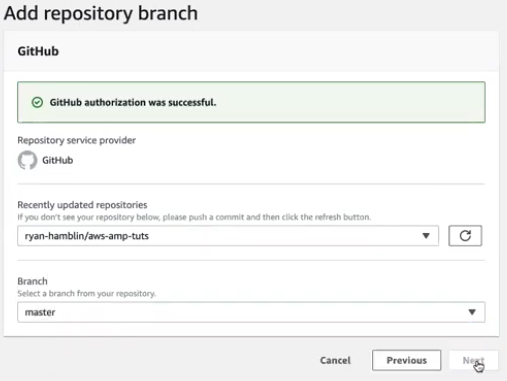 Add repository branch
GitHub
GitHub authorization was successful.
Repository service provider
GitHub
Recently updated repositories
If you don't see your repository below, please push a commit and then click the refresh button.
ryan-hamblin/aws-amp-tuts
Branch
Select a branch from your repository.
master
Cancel Previous Next